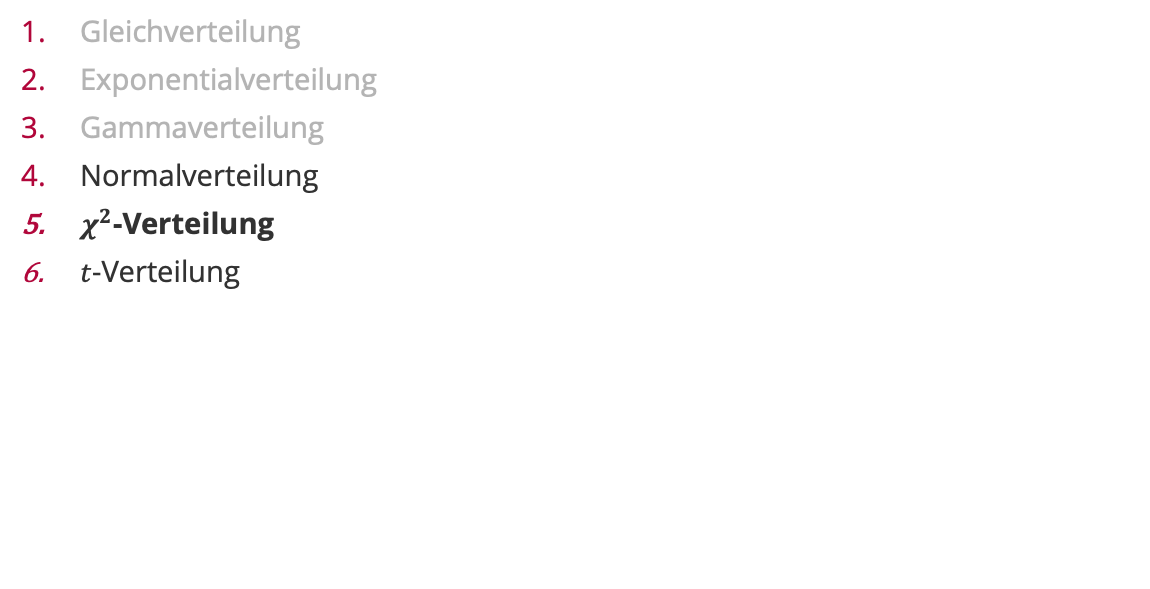 1. Gleichverteilung
2. Exponentialverteilung
3. Gammaverteilung
4. Normalverteilung
5. χ²-Verteilung
6. t-Verteilung